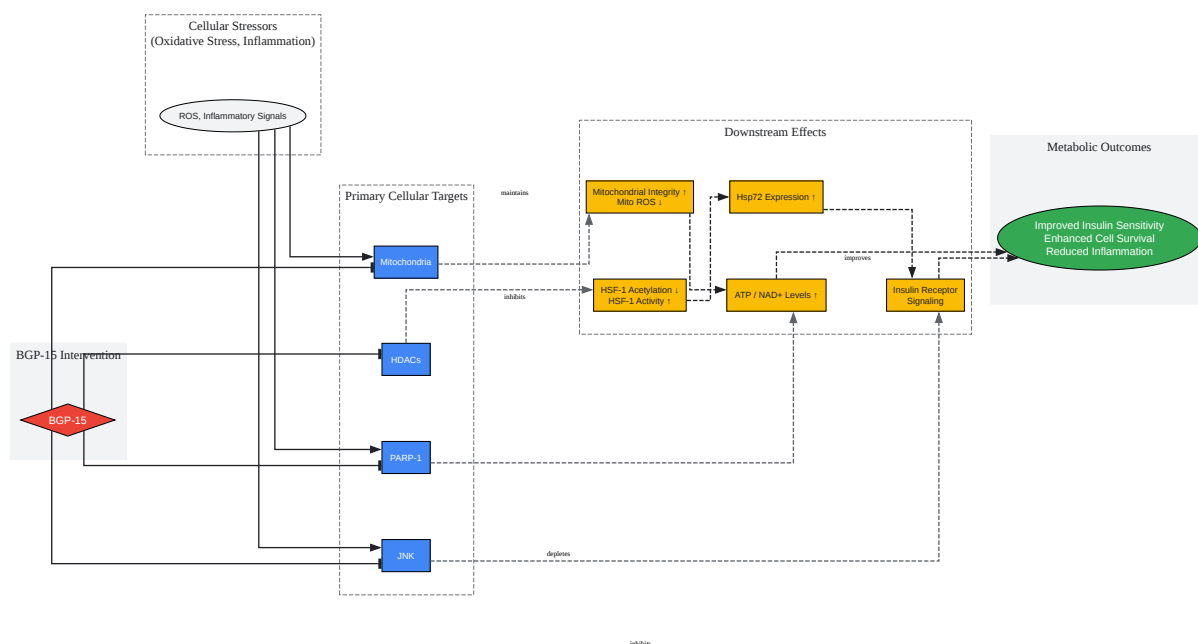 Cellular Stressors
(Oxidative Stress, Inflammation)
ROS, Inflammatory Signals
Primary Cellular Targets
Mitochondria
HDACs
PARP-1
JNK
BGP-15 Intervention
BGP-15
maintains
inhibits
depletes
inhibits
Downstream Effects
Mitochondrial Integrity ↑
Mito ROS ↓
Hsp72 Expression ↑
HSF-1 Acetylation ↓
HSF-1 Activity ↑
ATP / NAD+ Levels ↑
improves
Insulin Receptor
Signaling
Metabolic Outcomes
Improved Insulin Sensitivity
Enhanced Cell Survival
Reduced Inflammation